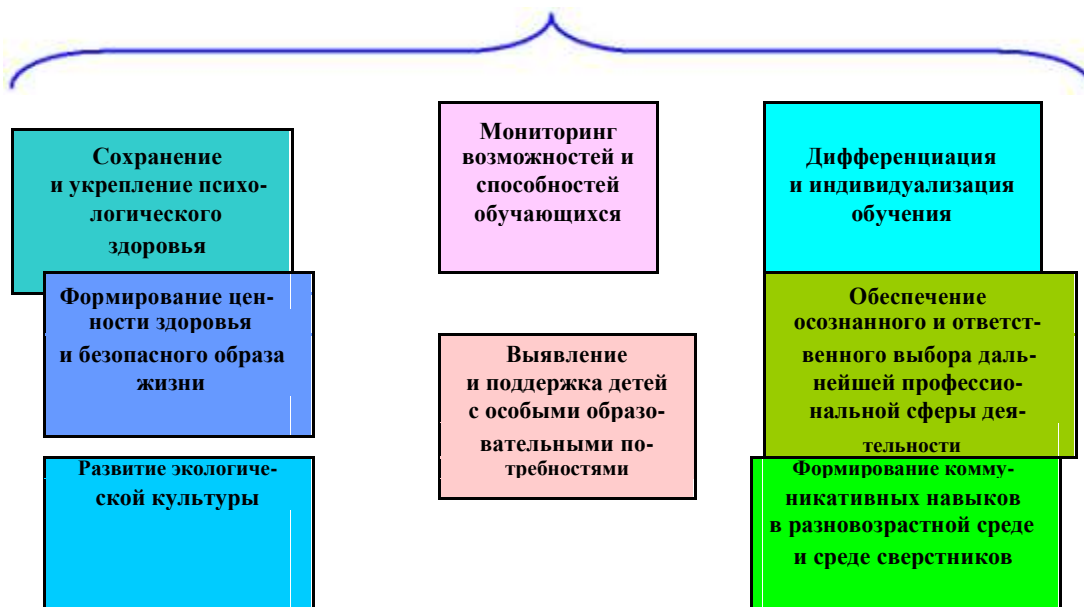 Сохранение
и укрепление психо-
логического
здоровья
Мониторинг
возможностей и
способностей
обучающихся
Дифференциация
и индивидуализация
обучения
Формирование цен-
ности здоровья
и безопасного образа
жизни
Выявление
и поддержка детей
с особыми образо-
вательными по-
требностями
Обеспечение
осознанного и ответст-
венного выбора даль-
нейшей профессио-
нальной сферы дея-
тельности
Развитие экологиче-
ской культуры
Формирование комму-
никативных навыков
в разновозрастной среде
и среде сверстников